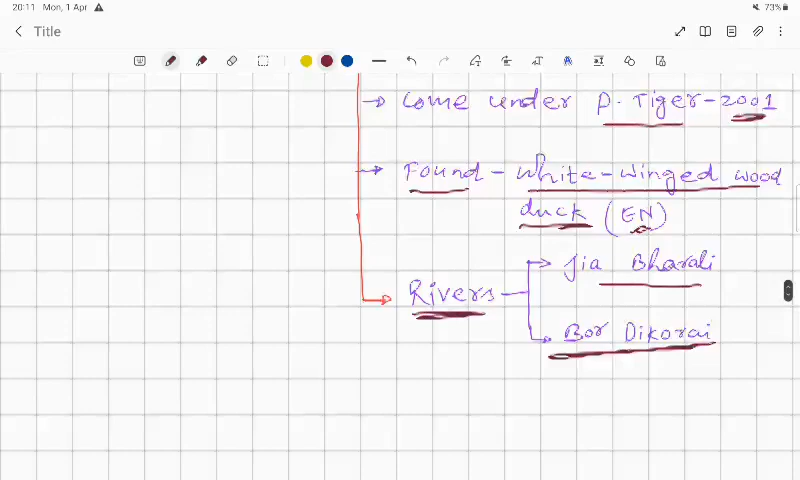 20:11 Mon, 1 Apr
73%
Title
→ Come under P. Tiger-2001
→ Found - White-Winged wood
duck (EN)
Rivers
→ Jia Bharali
→ Bor Dikorai